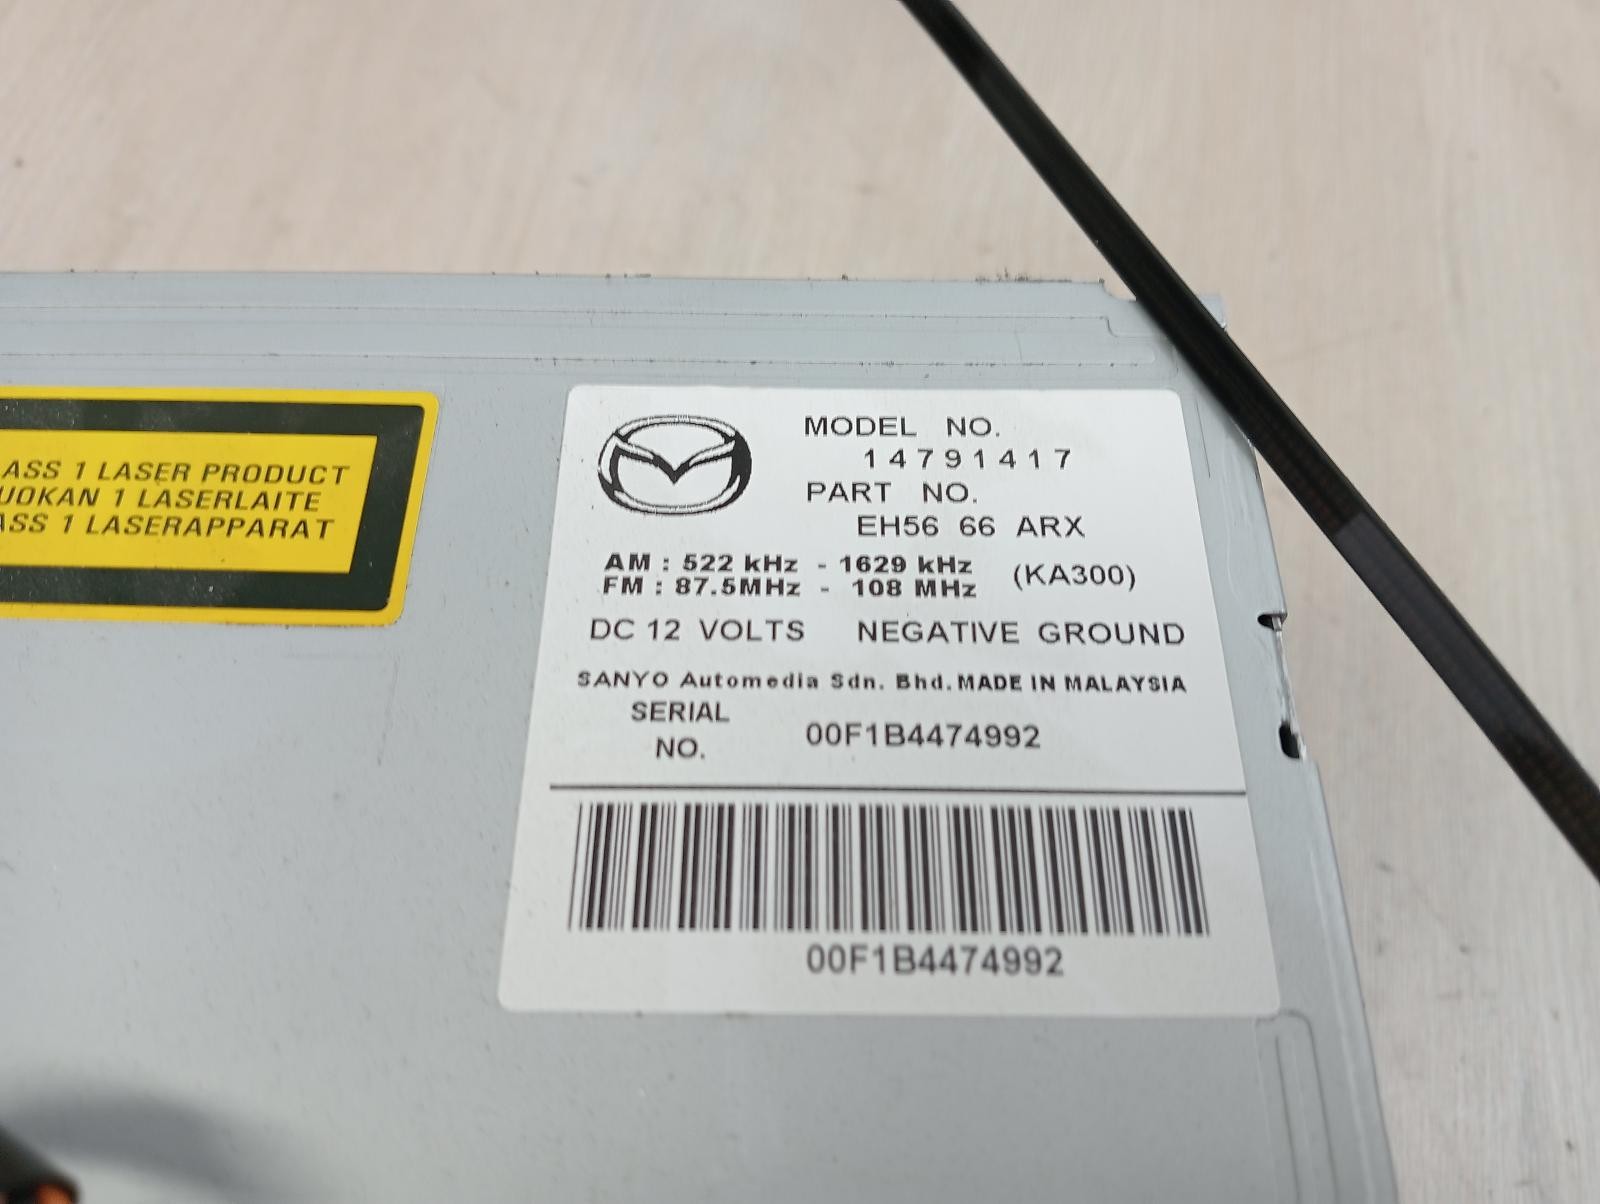 ASS 1 LASER PRODUCT
UOKAN 1 LASERLAITE
ASS 1 LASERAPPARAT
MODEL NO.
14791417
PART NO.
EH56 66 ARX
AM : 522 kHz - 1629 kHz
FM : 87.5MHz - 108 MHz
(KA300)
DC 12 VOLTS NEGATIVE GROUND
SANYO Automedia Sdn. Bhd. MADE IN MALAYSIA
SERIAL
NO.
00F1B4474992
00F1B4474992